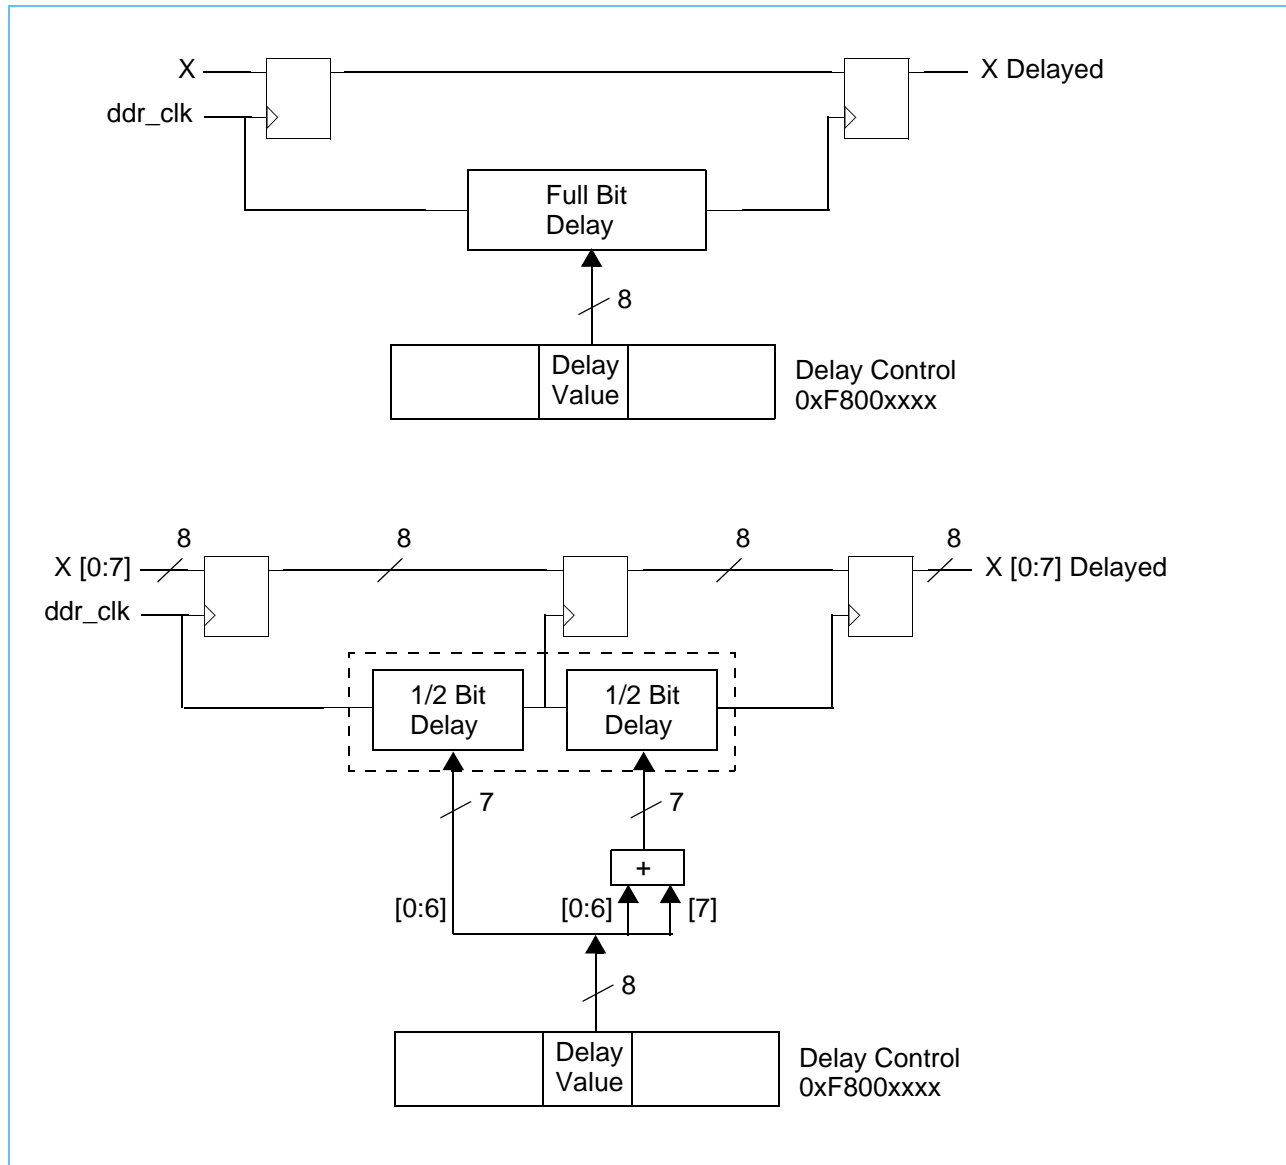 X
X Delayed
ddr_clk
Full Bit
Delay
8
Delay
Value
Delay Control
0xF800xxxx
8
8
8
8
X [0:7]
X [0:7] Delayed
ddr_clk
1/2 Bit
Delay
1/2 Bit
Delay
7
7
+
[0:6]
[0:6]
[7]
8
Delay
Value
Delay Control
0xF800xxxx